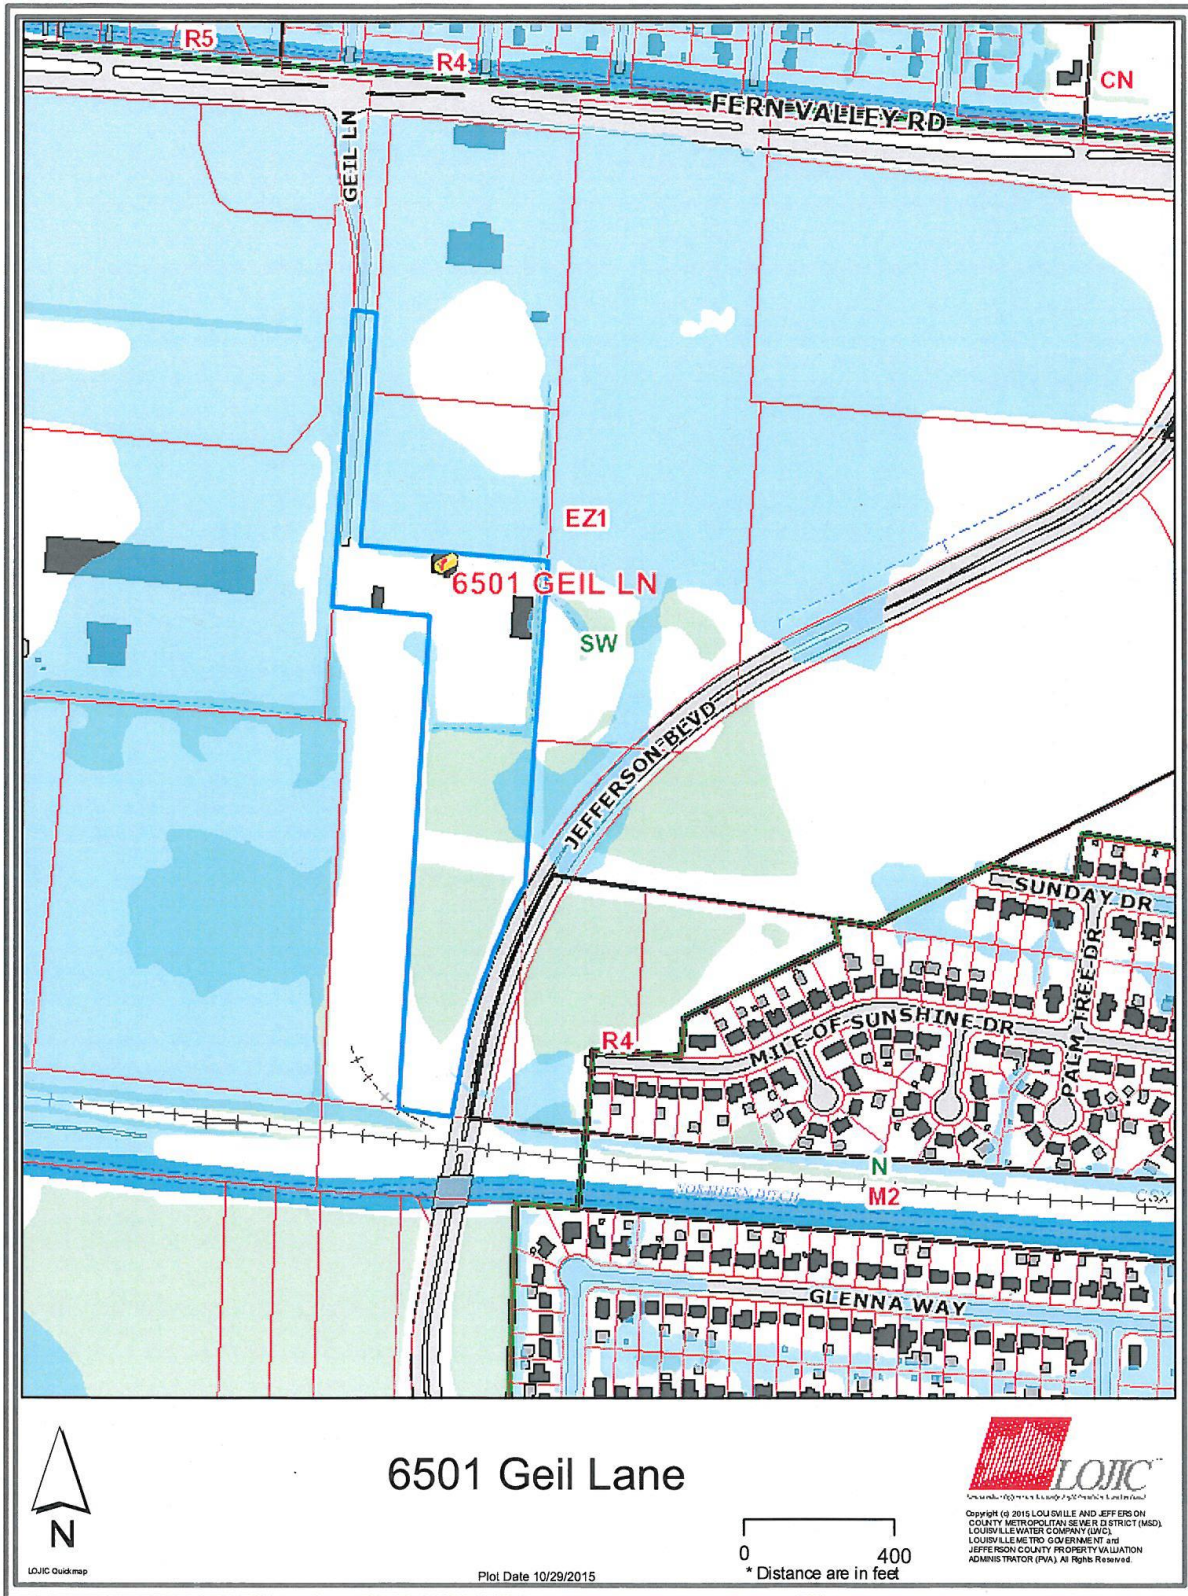 R5
R4
CN
FERN VALLEY RD
GEIL LN
EZ1
6501 GEIL LN
SW
JEFFERSON BLVD
SUNDAY DR
PALM TREE DR
MILE OF SUNSHINE DR
R4
N
NORTHERN DITCH
M2
CSX
GLENNA WAY
N
6501 Geil Lane
LOJIC
Copyright (c) 2015 LOUISVILLE AND JEFFERSON
COUNTY METROPOLITAN SEWER DISTRICT (MSD),
LOUISVILLE WATER COMPANY (LWC),
LOUISVILLE METRO GOVERNMENT and
JEFFERSON COUNTY PROPERTY VALUATION
ADMINISTRATOR (PVA). All Rights Reserved.
0 400
* Distance are in feet
LOJIC Quickmap
Plot Date 10/29/2015